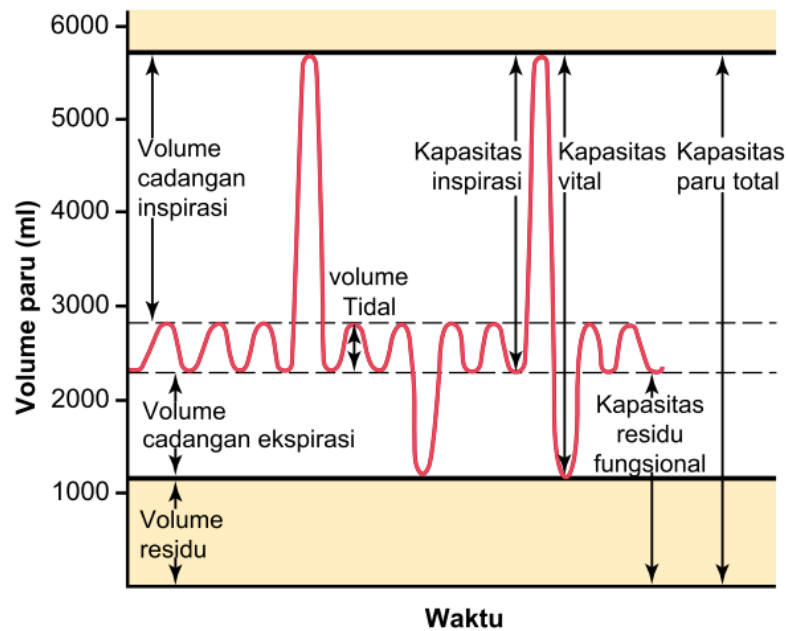 6000
5000
4000
3000
2000
1000
Volume paru (ml)
Volume
cadangan
inspirasi
volume
Tidal
Kapasitas
inspirasi
Kapasitas
vital
Kapasitas
paru total
Volume
cadangan ekspirasi
Kapasitas
residu
fungsional
Volume
residu
Waktu